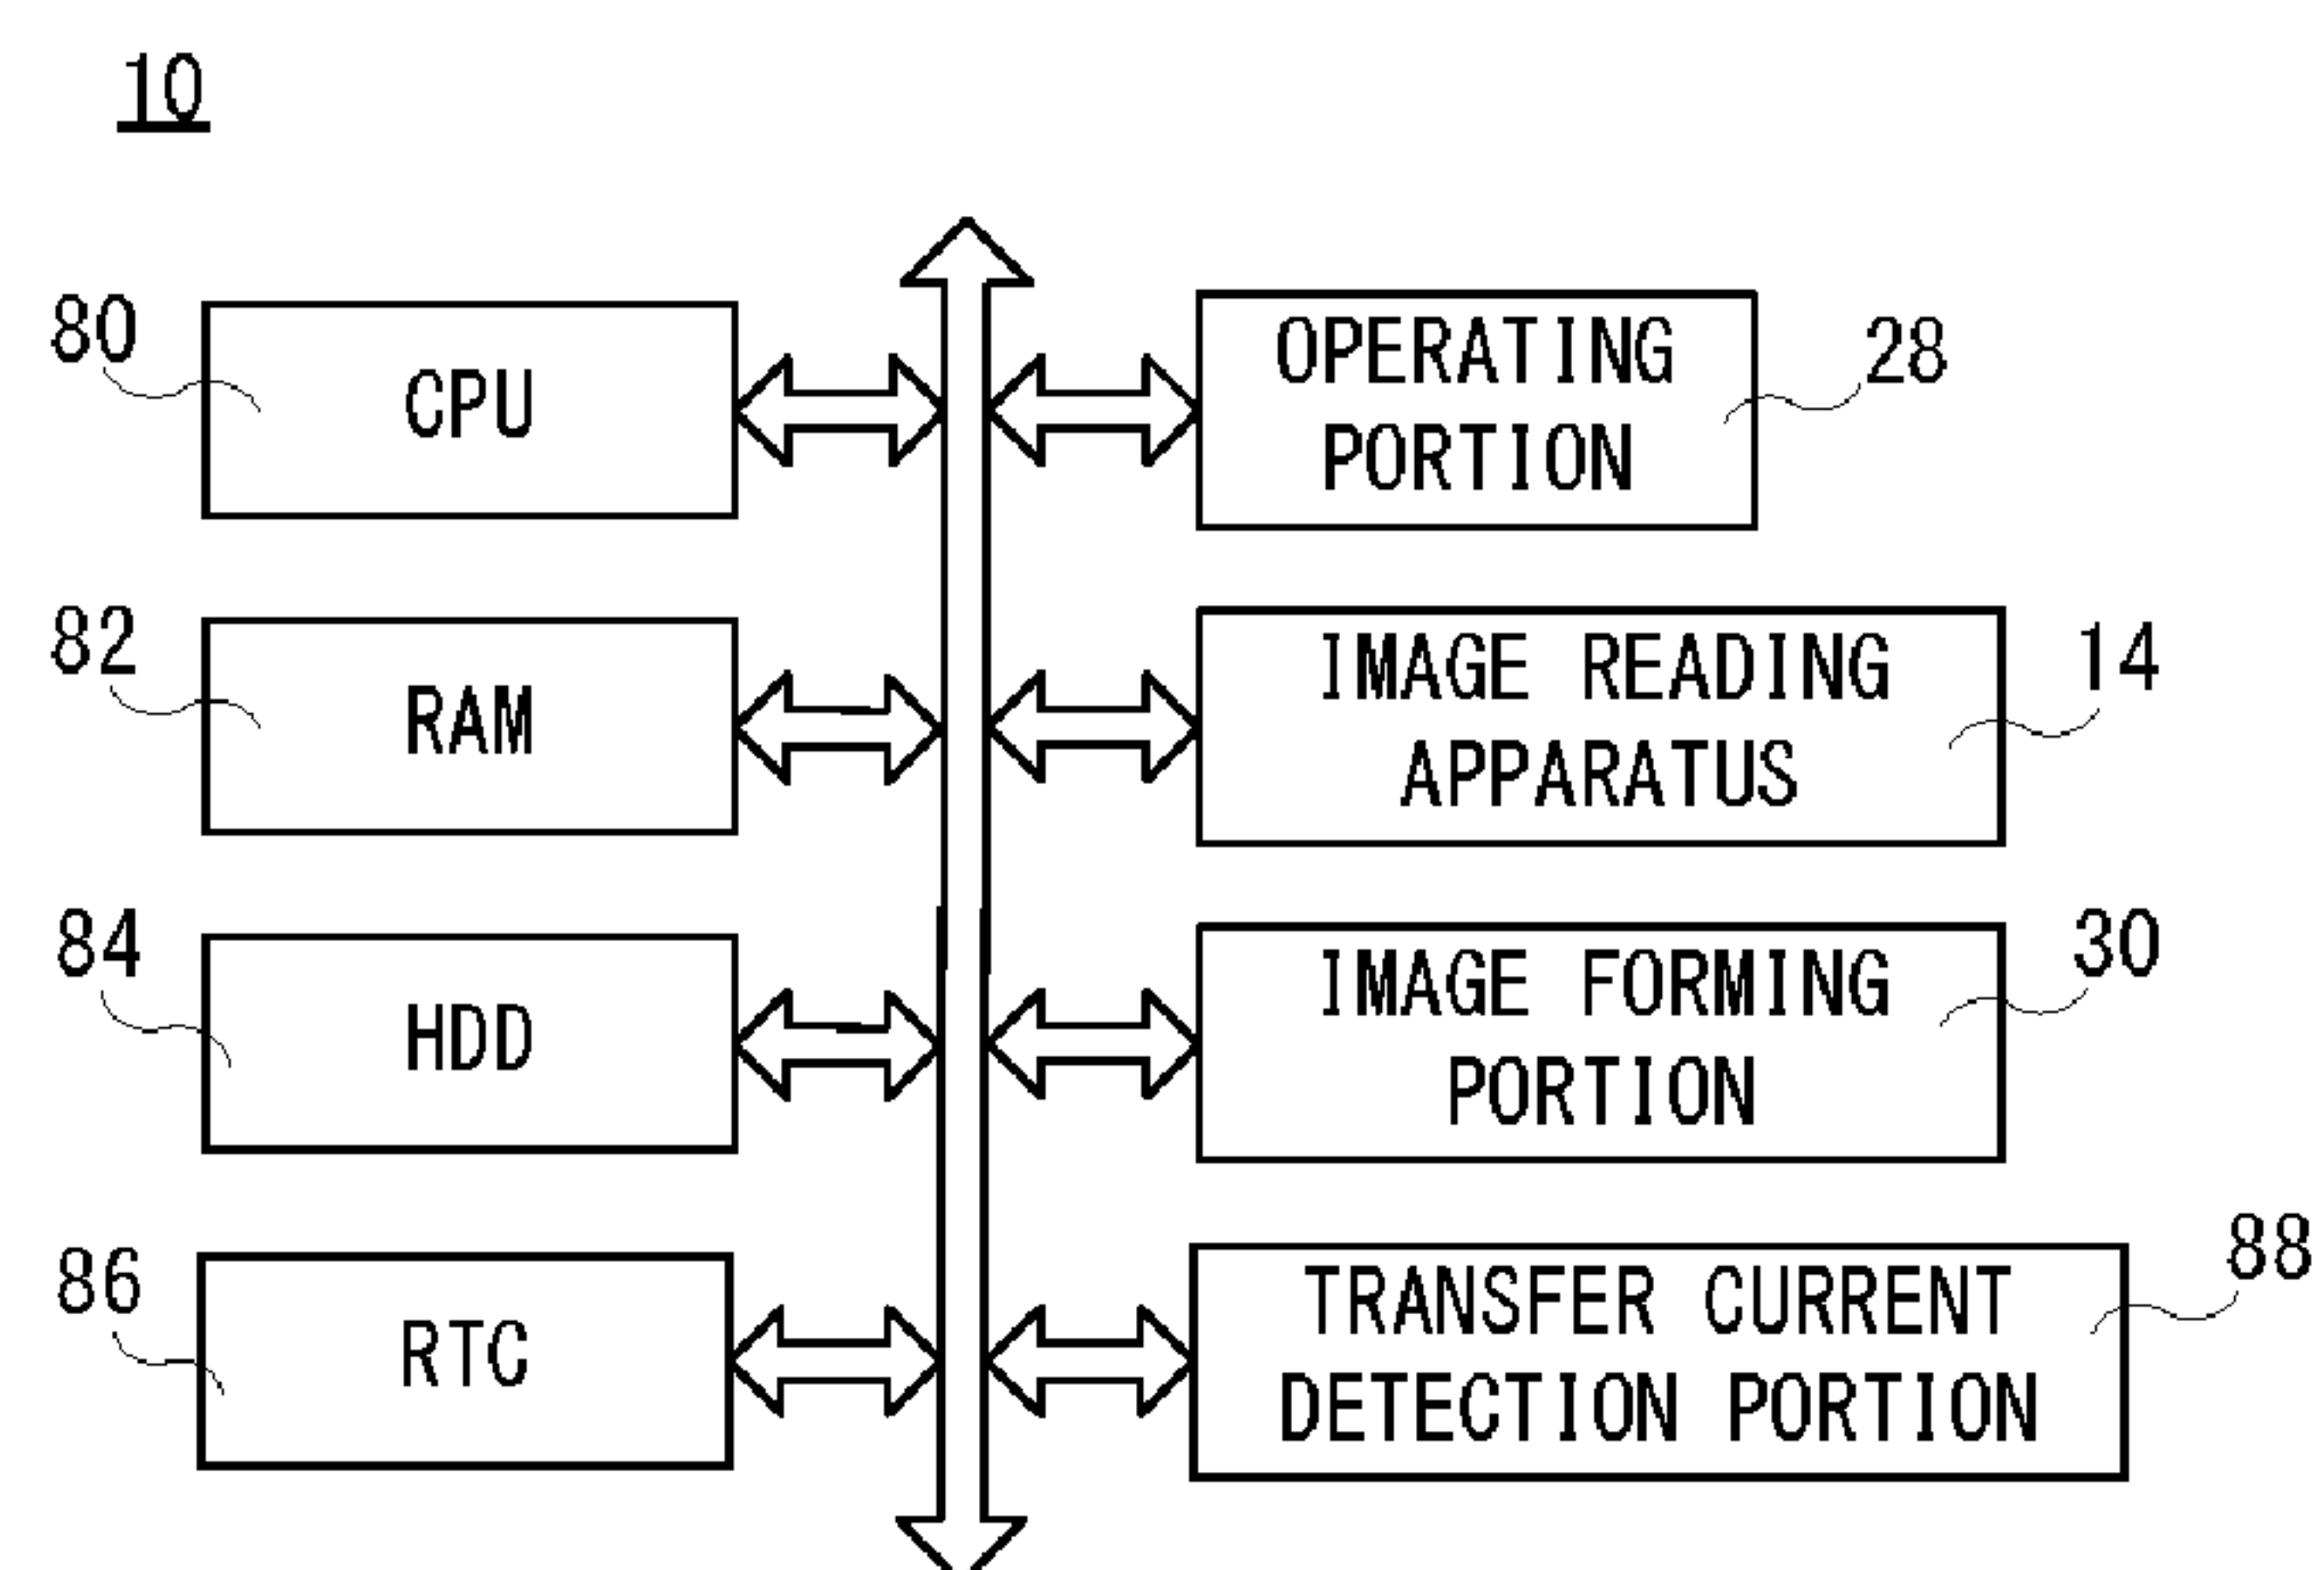 10
80
CPU
OPERATING
PORTION
28
82
RAM
IMAGE READING
APPARATUS
14
84
HDD
IMAGE FORMING
PORTION
30
86
RTC
TRANSFER CURRENT
DETECTION PORTION
88